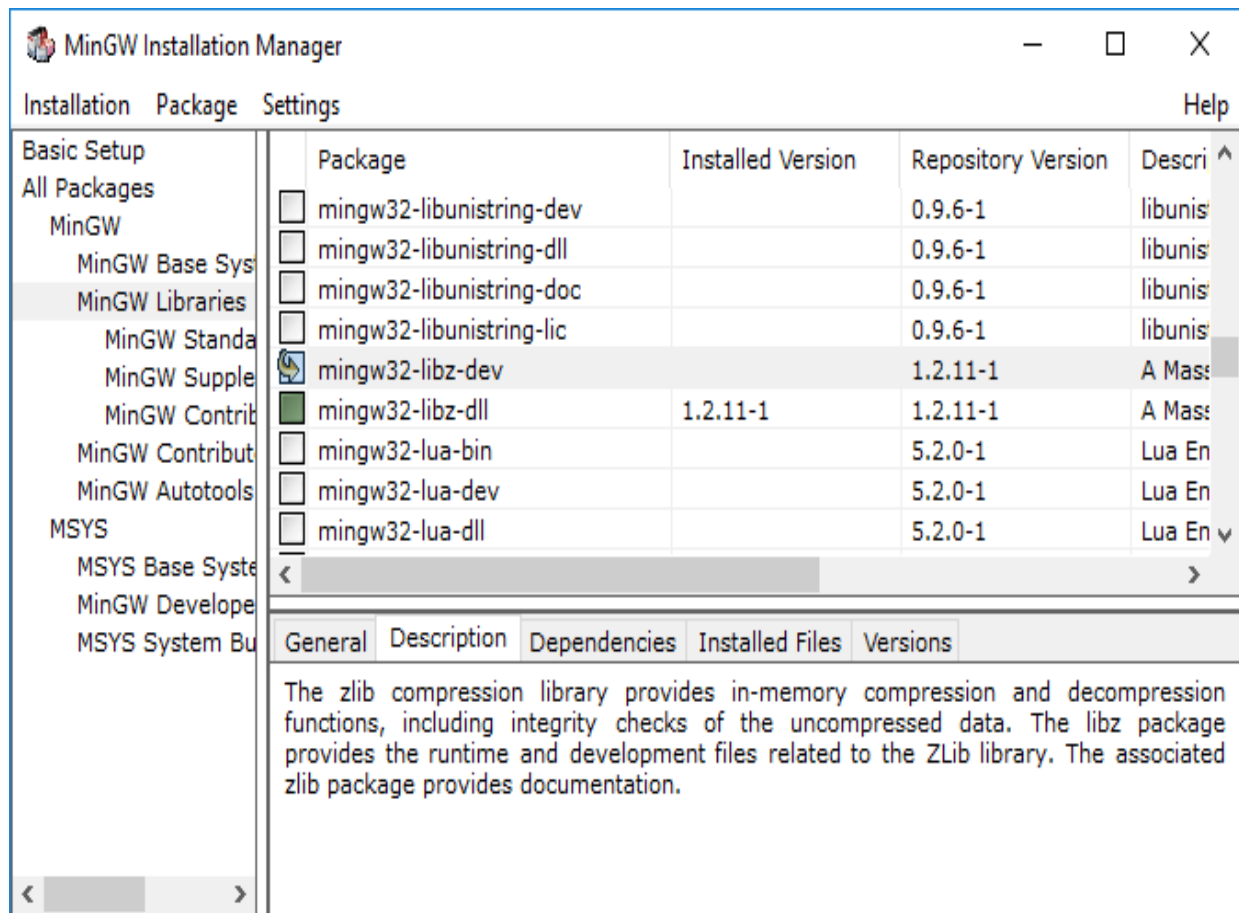 MinGW Installation Manager
Installation Package Settings Help
Basic Setup
All Packages
MinGW
MinGW Base Syst
MinGW Libraries
MinGW Standa
MinGW Supple
MinGW Contrib
MinGW Contribut
MinGW Autotools
MSYS
MSYS Base Syste
MinGW Develope
MSYS System Bu
Package Installed Version Repository Version Descri
mingw32-libunistring-dev 0.9.6-1 libunis
mingw32-libunistring-dll 0.9.6-1 libunis
mingw32-libunistring-doc 0.9.6-1 libunis
mingw32-libunistring-lic 0.9.6-1 libunist
mingw32-libz-dev 1.2.11-1 A Mass
mingw32-libz-dll 1.2.11-1 1.2.11-1 A Mass
mingw32-lua-bin 5.2.0-1 Lua En
mingw32-lua-dev 5.2.0-1 Lua En
mingw32-lua-dll 5.2.0-1 Lua En
General Description Dependencies Installed Files Versions
The zlib compression library provides in-memory compression and decompression
functions, including integrity checks of the uncompressed data. The libz package
provides the runtime and development files related to the ZLib library. The associated
zlib package provides documentation.